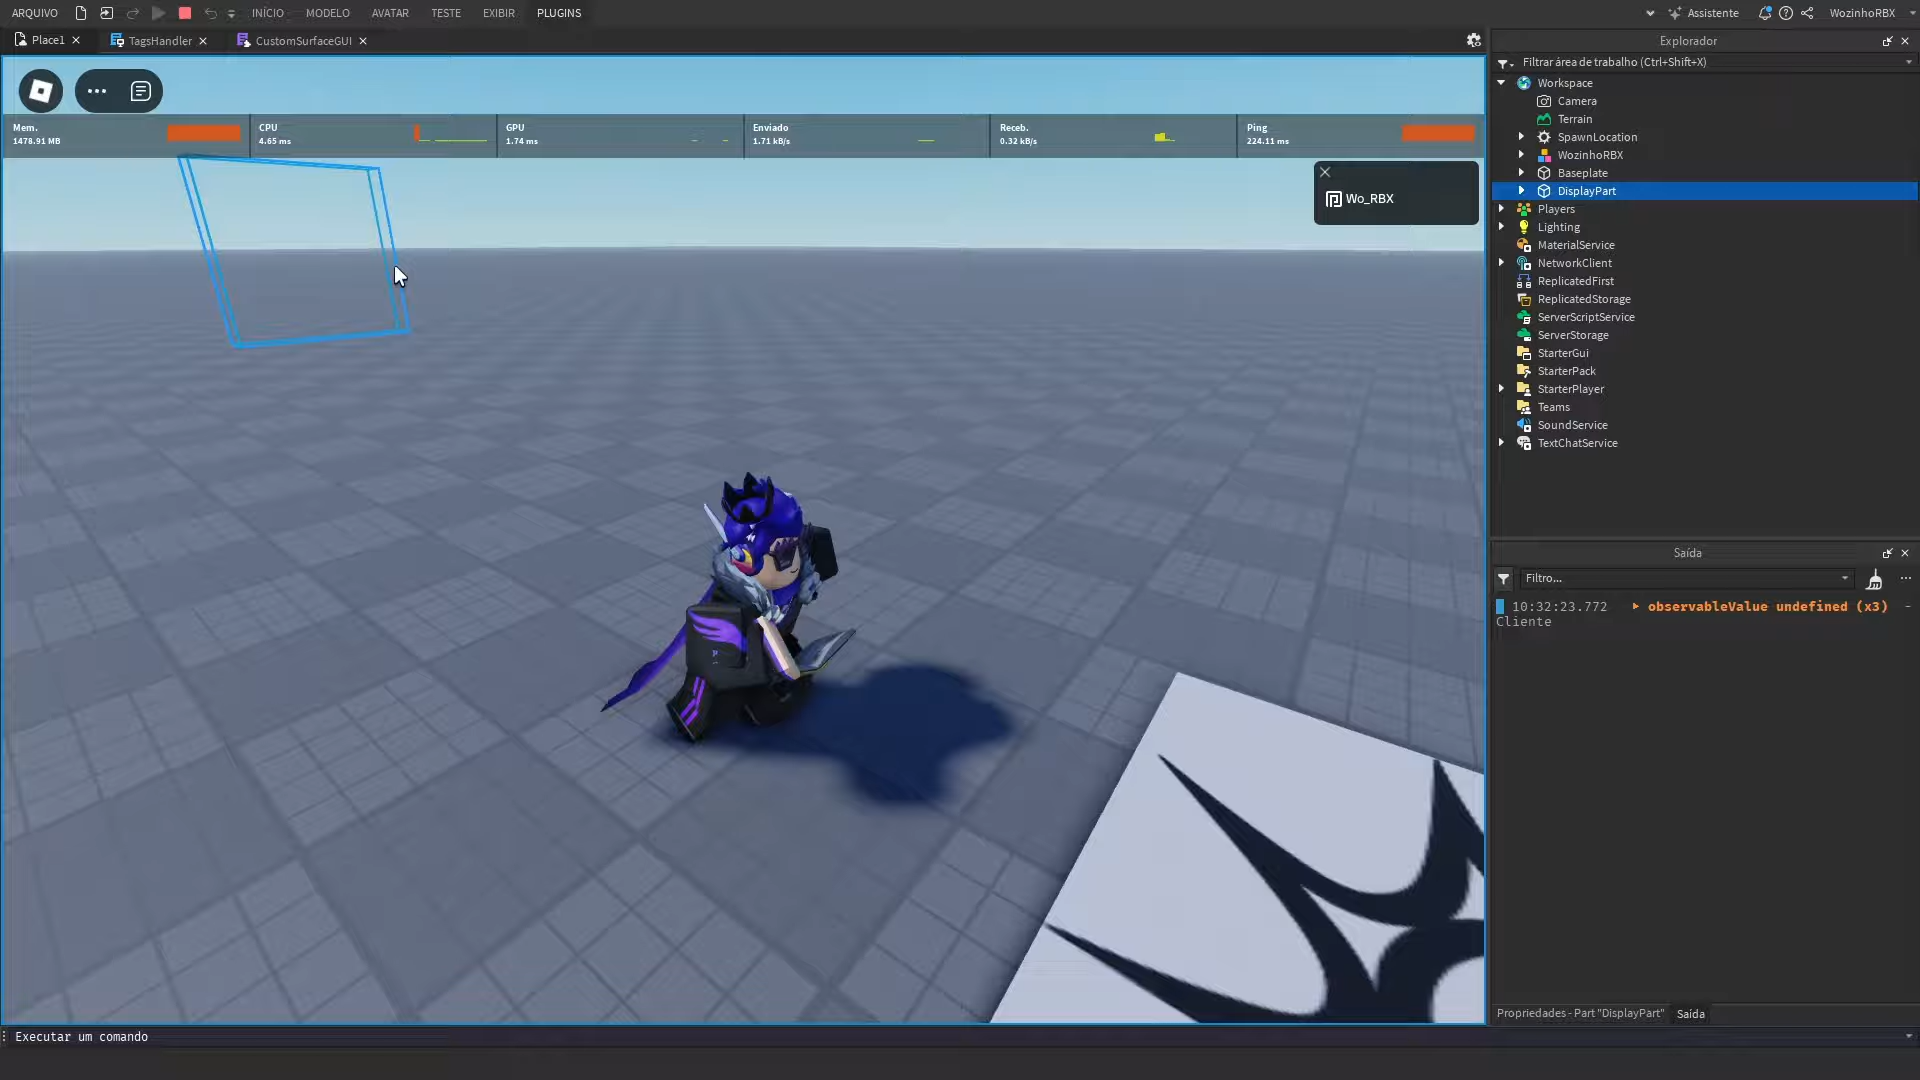 ARQUIVO
INÍCIO
MODELO
AVATAR
TESTE
EXIBIR
PLUGINS
Assistente
WozinhoRBX
Place1
TagsHandler
CustomSurfaceGUI
Mem.
1478.91 MB
CPU
4.65 ms
GPU
1.74 ms
Enviado
1.71 kB/s
Receb.
0.32 kB/s
Ping
224.11 ms
Wo_RBX
Explorador
Filtrar área de trabalho (Ctrl+Shift+X)
Workspace
Camera
Terrain
SpawnLocation
WozinhoRBX
Baseplate
DisplayPart
Players
Lighting
MaterialService
NetworkClient
ReplicatedFirst
ReplicatedStorage
ServerScriptService
ServerStorage
StarterGui
StarterPack
StarterPlayer
Teams
SoundService
TextChatService
Saída
Filtro...
10:32:23.772 observableValue undefined (x3) -
Cliente
Propriedades - Part "DisplayPart"
Saída
Executar um comando